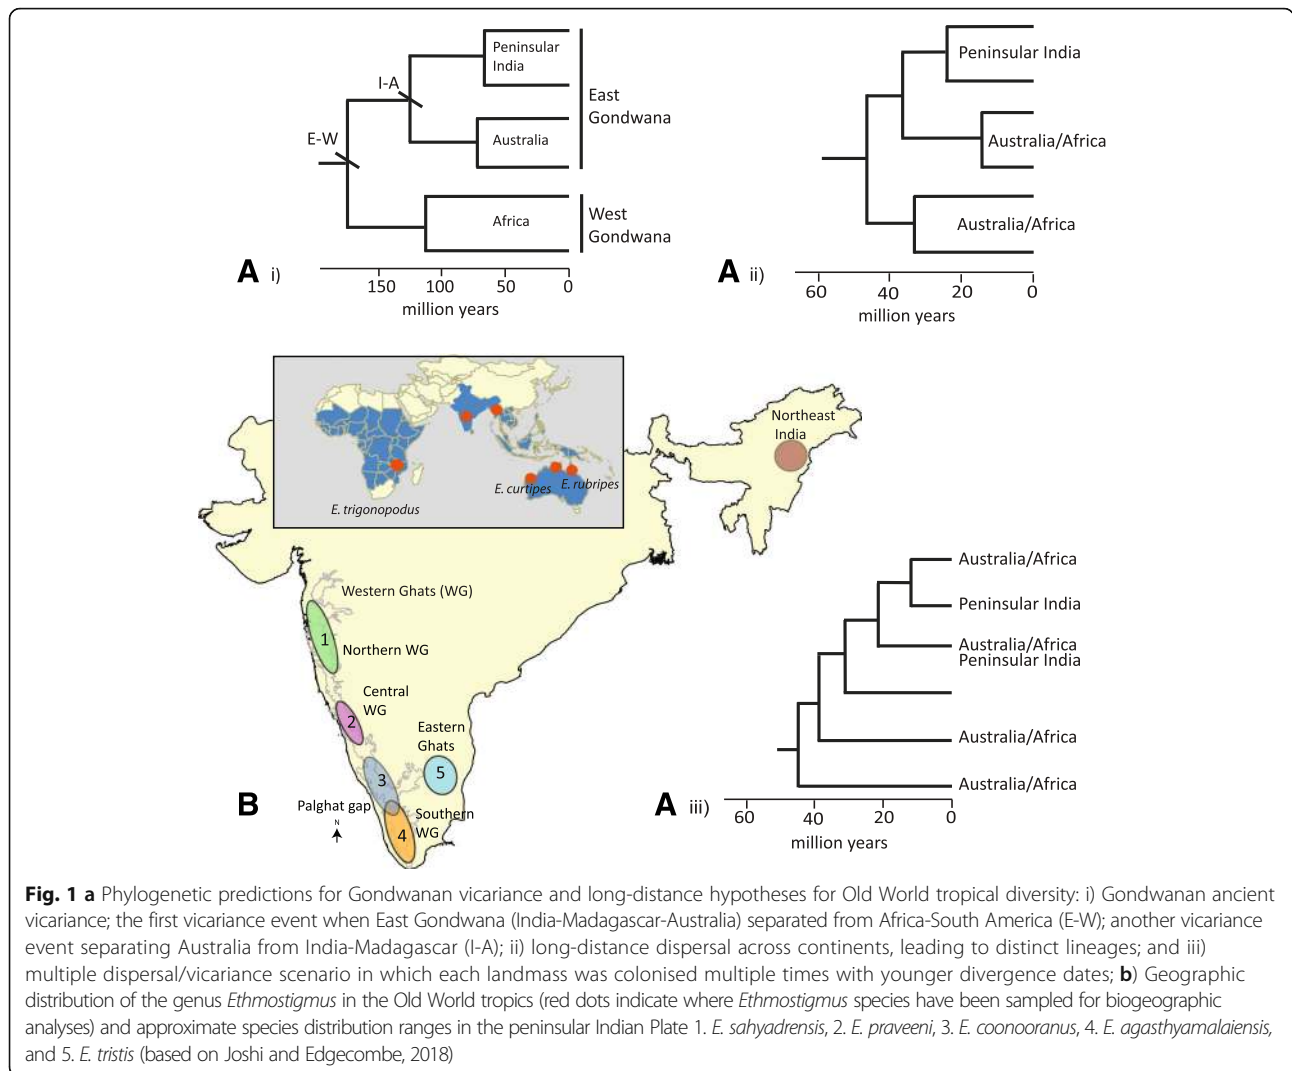 Peninsular
India
I-A
East
Gondwana
Australia
E-W
West
Gondwana
Africa
A i)
150 100 50 0
million years
Peninsular India
Australia/Africa
Australia/Africa
A ii)
60 40 20 0
million years
Northeast
India
E. curtipes E. rubripes
E. trigonopodus
Western Ghats (WG)
1
Northern WG
Central
WG
2
Eastern
Ghats
5
3
Palghat gap
N
Southern
WG
4
B
Australia/Africa
Peninsular India
Australia/Africa
Peninsular India
Australia/Africa
Australia/Africa
A iii)
60 40 20 0
million years
Fig. 1 a Phylogenetic predictions for Gondwanan vicariance and long-distance hypotheses for Old World tropical diversity: i) Gondwanan ancient
vicariance; the first vicariance event when East Gondwana (India-Madagascar-Australia) separated from Africa-South America (E-W); another vicariance
event separating Australia from India-Madagascar (I-A); ii) long-distance dispersal across continents, leading to distinct lineages; and iii)
multiple dispersal/vicariance scenario in which each landmass was colonised multiple times with younger divergence dates; b) Geographic
distribution of the genus Ethmostigmus in the Old World tropics (red dots indicate where Ethmostigmus species have been sampled for biogeographic
analyses) and approximate species distribution ranges in the peninsular Indian Plate 1. E. sahyadrensis, 2. E. praveeni, 3. E. coonooranus, 4. E. agasthyamalaiensis,
and 5. E. tristis (based on Joshi and Edgecombe, 2018)